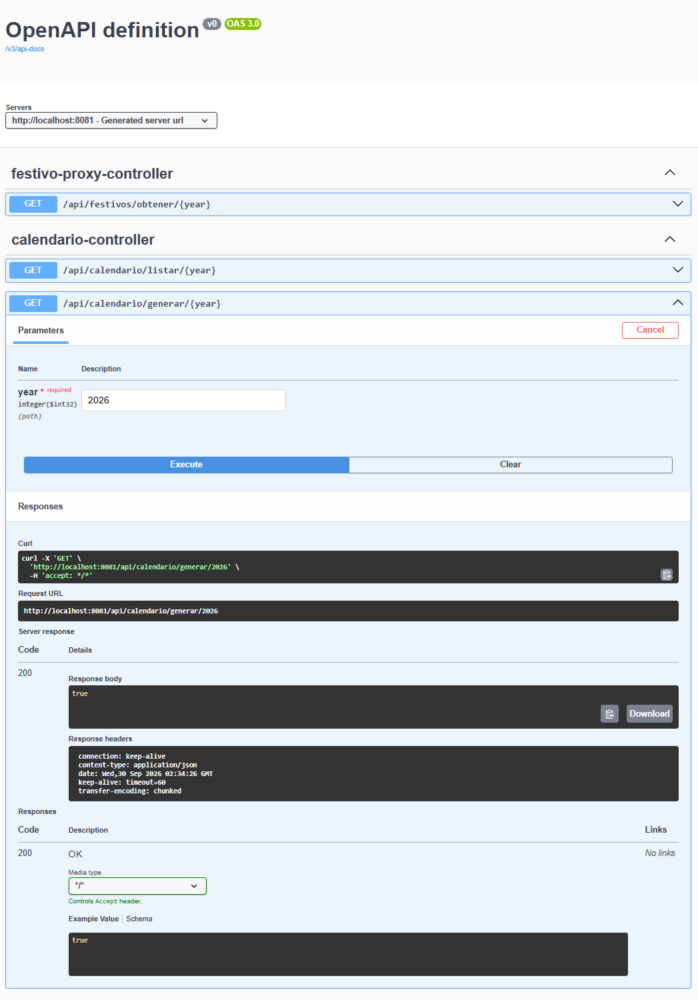 OpenAPI definition v0 OAS 3.0
/v3/api-docs
Servers
http://localhost:8081 - Generated server url
festivo-proxy-controller
GET /api/festivos/obtener/{year}
calendario-controller
GET /api/calendario/listar/{year}
GET /api/calendario/generar/{year}
Parameters
Cancel
Name Description
year * required
integer($int32)
(path)
2026
Execute Clear
Responses
Curl
curl -X 'GET' \
'http://localhost:8081/api/calendario/generar/2026' \
-H 'accept: */*'
Request URL
http://localhost:8081/api/calendario/generar/2026
Server response
Code Details
200
Response body
true
Download
Response headers
connection: keep-alive
content-type: application/json
date: Wed,30 Sep 2026 02:34:26 GMT
keep-alive: timeout=60
transfer-encoding: chunked
Responses
Code Description Links
200 OK No links
Media type
*/*
Controls Accept header.
Example Value Schema
true